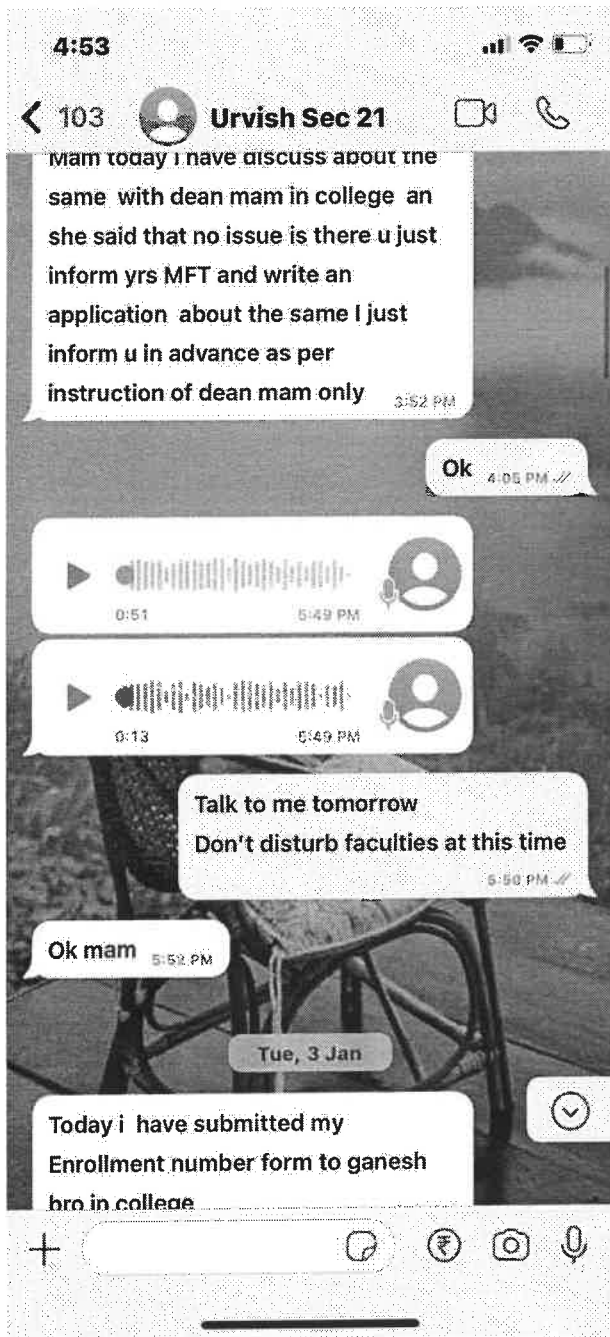 4:53
103 Urvish Sec 21
Mam today i have discuss about the
same with dean mam in college an
she said that no issue is there u just
inform yrs MFT and write an
application about the same I just
inform u in advance as per
instruction of dean mam only 3:52 PM
Ok 4:05 PM
0:51 5:49 PM
0:13 5:49 PM
Talk to me tomorrow
Don't disturb faculties at this time
5:50 PM
Ok mam 5:52 PM
Tue, 3 Jan
Today i have submitted my
Enrollment number form to ganesh
bro in college
₹